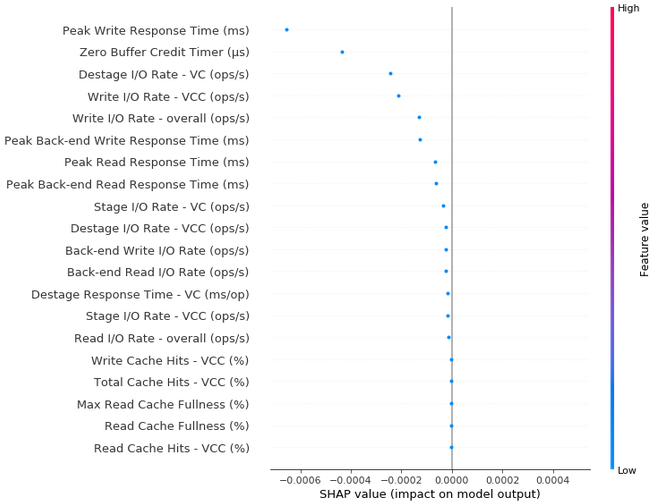 High
Peak Write Response Time (ms)
Zero Buffer Credit Timer (µs)
Destage I/O Rate - VC (ops/s)
Write I/O Rate - VCC (ops/s)
Write I/O Rate - overall (ops/s)
Peak Back-end Write Response Time (ms)
Peak Read Response Time (ms)
Peak Back-end Read Response Time (ms)
Stage I/O Rate - VC (ops/s)
Destage I/O Rate - VCC (ops/s)
Back-end Write I/O Rate (ops/s)
Back-end Read I/O Rate (ops/s)
Destage Response Time - VC (ms/op)
Stage I/O Rate - VCC (ops/s)
Read I/O Rate - overall (ops/s)
Write Cache Hits - VCC (%)
Total Cache Hits - VCC (%)
Max Read Cache Fullness (%)
Read Cache Fullness (%)
Read Cache Hits - VCC (%)
Feature value
Low
−0.0006 −0.0004 −0.0002 0.0000 0.0002 0.0004
SHAP value (impact on model output)